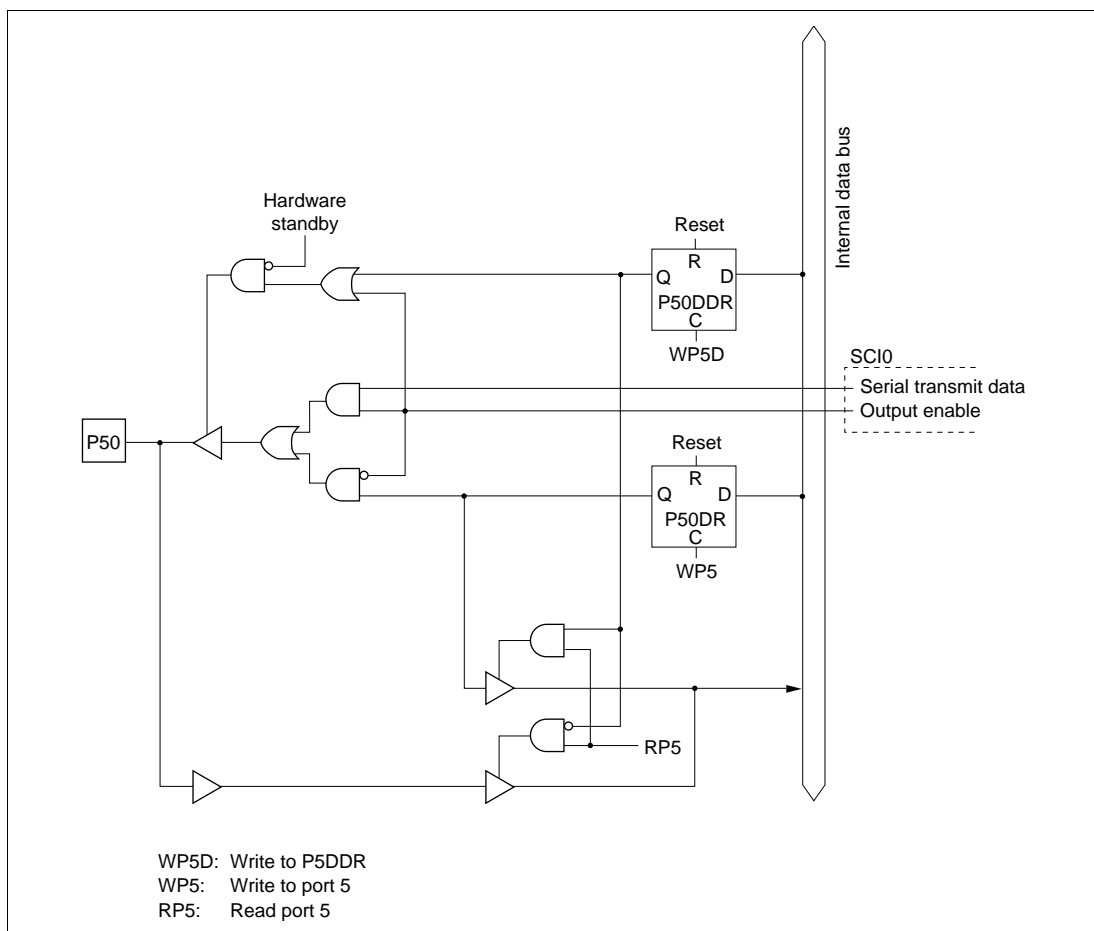 Internal data bus
Hardware
standby
Reset
R
Q D
P50DDR
C
WP5D
SCI0
Serial transmit data
Output enable
P50
Reset
R
Q D
P50DR
C
WP5
RP5
WP5D: Write to P5DDR
WP5: Write to port 5
RP5: Read port 5